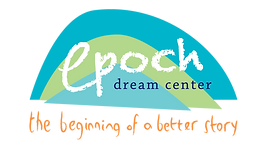 epoch
dream center
the beginning of a better story